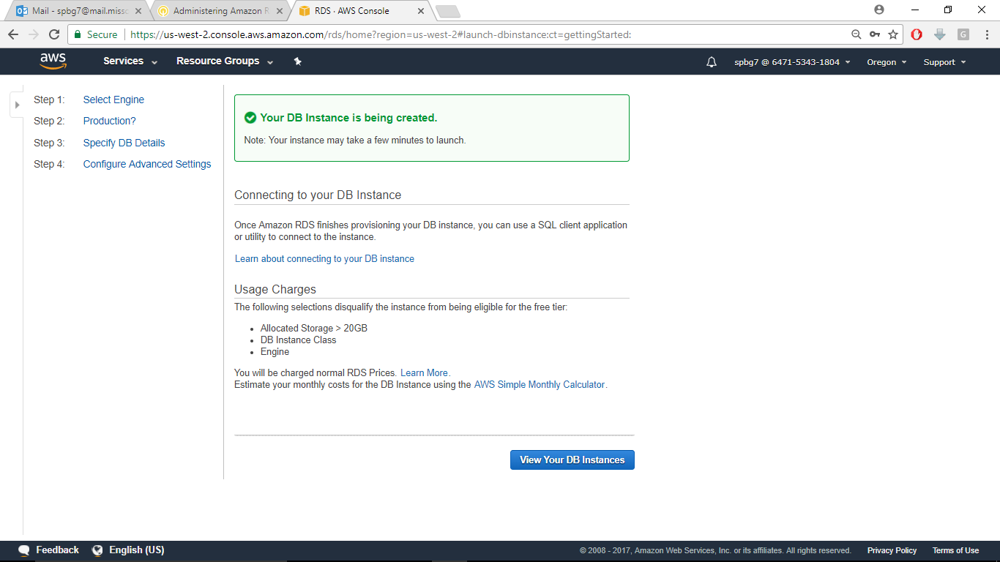 Mail - spbg7@mail.miss
Administering Amazon R
RDS · AWS Console
Secure
https://us-west-2.console.aws.amazon.com/rds/home?region=us-west-2#launch-dbinstance:ct=gettingStarted:
G
aws
Services
Resource Groups
spbg7 @ 6471-5343-1804
Oregon
Support
Step 1: Select Engine
Step 2: Production?
Step 3: Specify DB Details
Step 4: Configure Advanced Settings
Your DB Instance is being created.
Note: Your instance may take a few minutes to launch.
Connecting to your DB Instance
Once Amazon RDS finishes provisioning your DB instance, you can use a SQL client application
or utility to connect to the instance.
Learn about connecting to your DB instance
Usage Charges
The following selections disqualify the instance from being eligible for the free tier:
• Allocated Storage > 20GB
• DB Instance Class
• Engine
You will be charged normal RDS Prices. Learn More.
Estimate your monthly costs for the DB Instance using the AWS Simple Monthly Calculator.
View Your DB Instances
Feedback
English (US)
© 2008 - 2017, Amazon Web Services, Inc. or its affiliates. All rights reserved.
Privacy Policy
Terms of Use